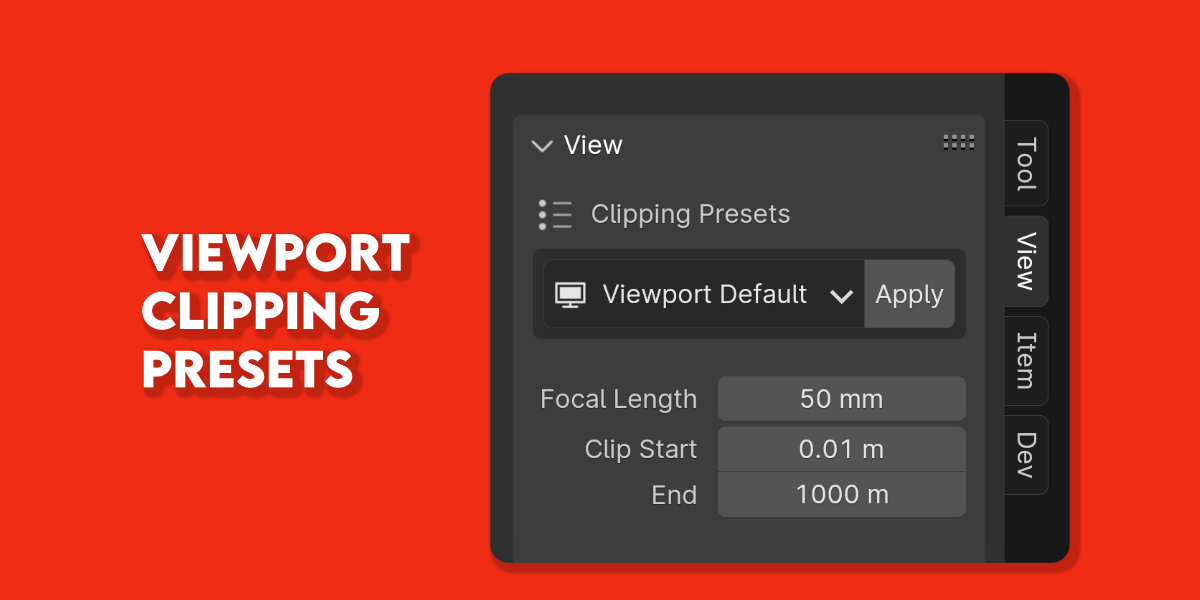 VIEWPORT
CLIPPING
PRESETS
View
Clipping Presets
Viewport Default
Apply
Focal Length
50 mm
Clip Start
0.01 m
End
1000 m
Tool
View
Item
Dev